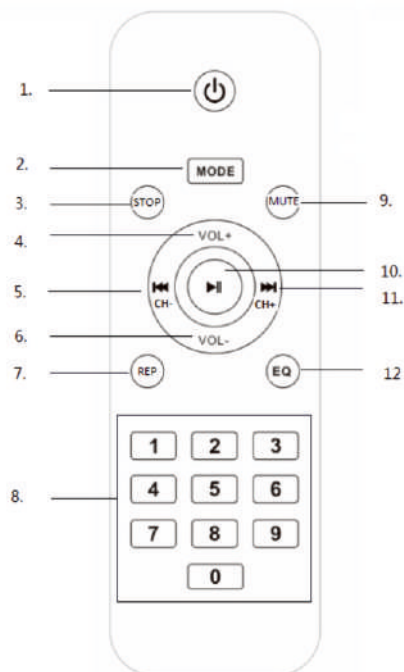 1.
2. MODE
3. STOP MUTE 9.
4. VOL+
10.
5. CH- CH+ 11.
6. VOL-
7. REP EQ 12
1 2 3
4 5 6
8.
7 8 9
0